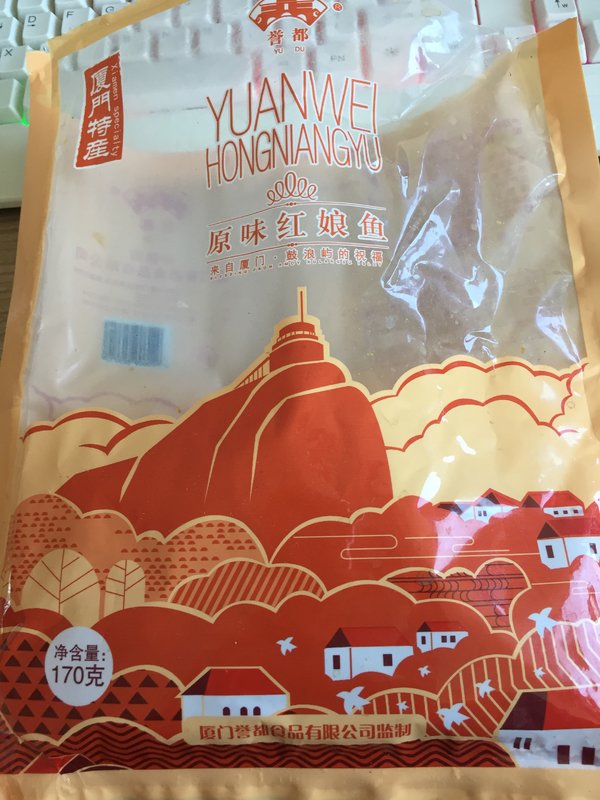 誉都
YU DU
®
厦門特産
Xiamen specialty
YUANWEI
HONGNIANGYU
原味红娘鱼
来自厦门·鼓浪屿的祝福
净含量:
170克
厦门誉都食品有限公司监制